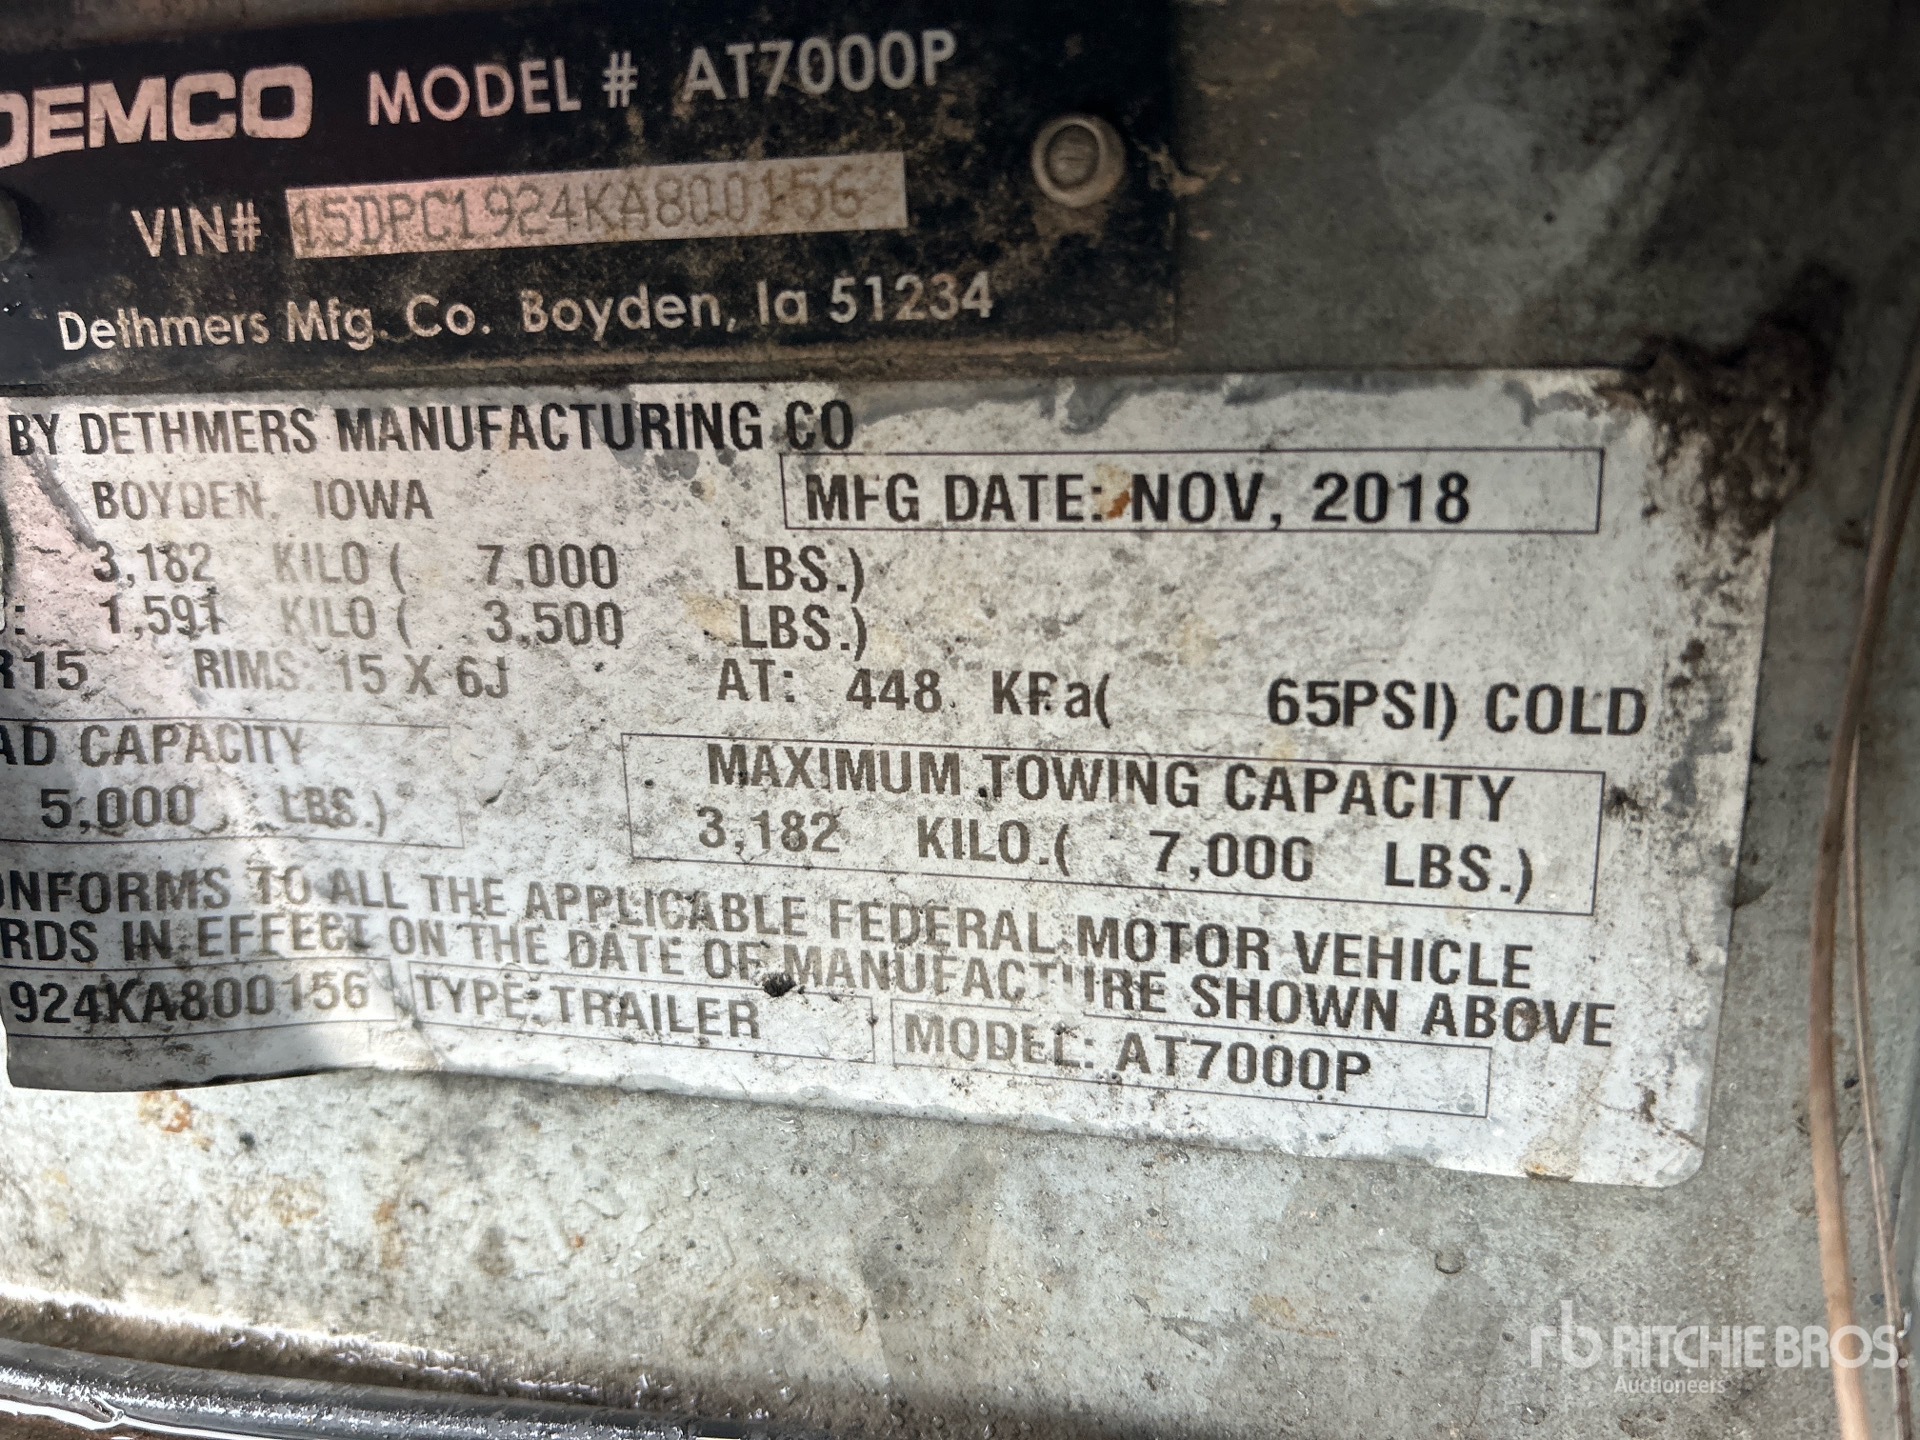 DEMCO MODEL # AT7000P
VIN# 15DPC1924KA800156
Dethmers Mfg. Co. Boyden, Ia 51234
BY DETHMERS MANUFACTURING CO
BOYDEN, IOWA
MFG DATE: NOV, 2018
3,182 KILO ( 7,000 LBS.)
1,591 KILO ( 3,500 LBS.)
R15 RIMS: 15 X 6J AT: 448 KPa( 65PSI) COLD
AD CAPACITY
5,000 LBS.)
MAXIMUM TOWING CAPACITY
3,182 KILO.( 7,000 LBS.)
ONFORMS TO ALL THE APPLICABLE FEDERAL MOTOR VEHICLE
RDS IN EFFECT ON THE DATE OF MANUFACTURE SHOWN ABOVE
924KA800156 TYPE: TRAILER MODEL: AT7000P
rb RITCHIE BROS.
Auctioneers